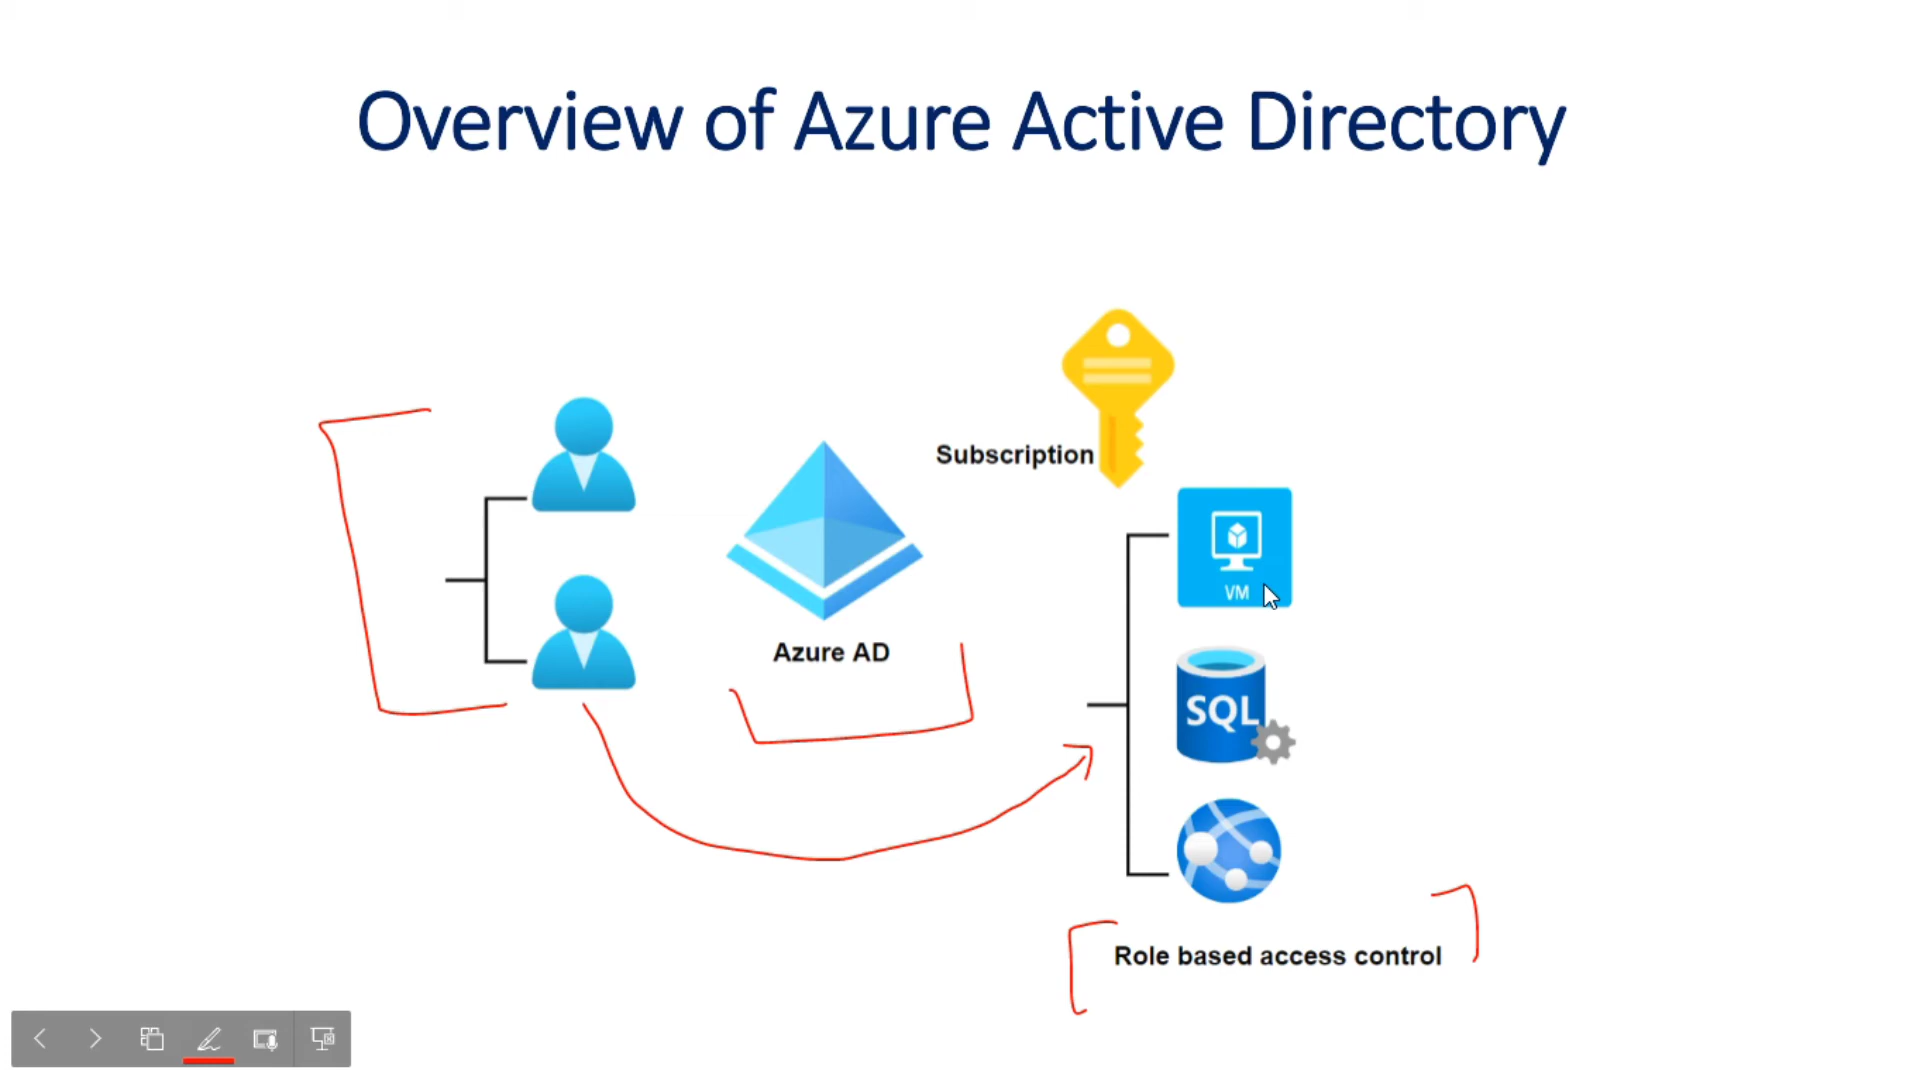 Overview of Azure Active Directory
Subscription
VM
Azure AD
SQL
Role based access control